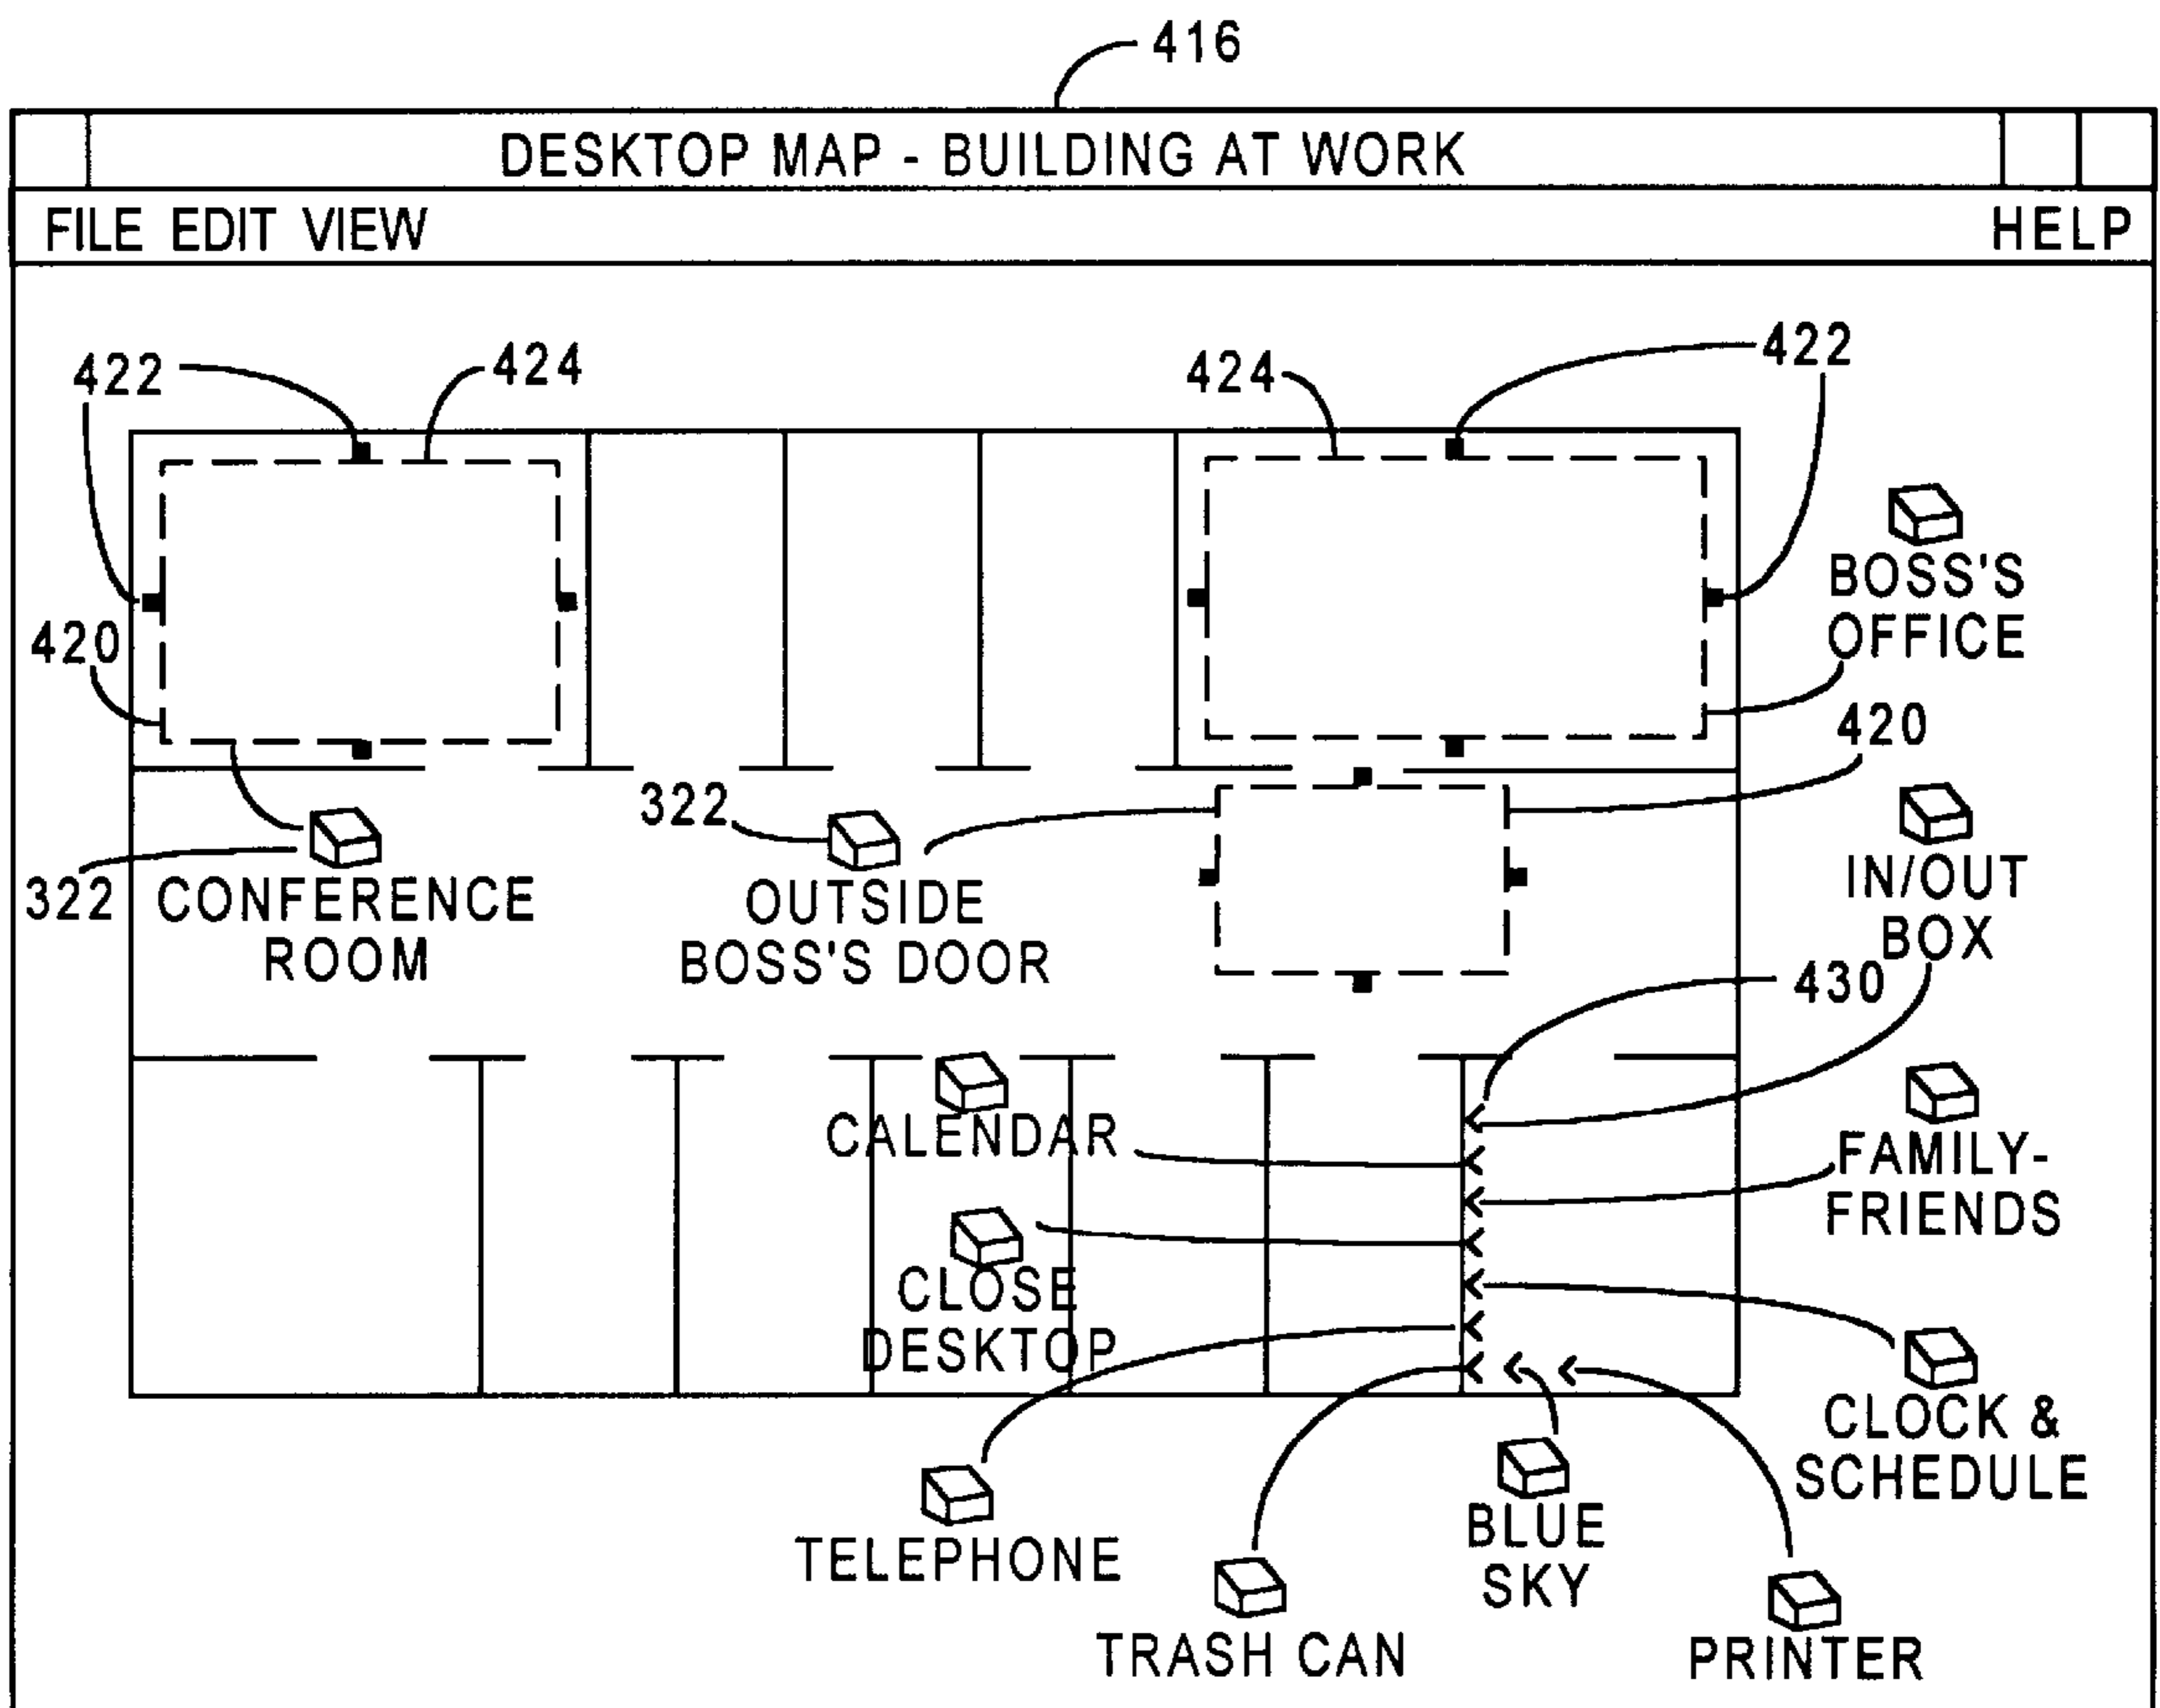 416
DESKTOP MAP - BUILDING AT WORK
FILE EDIT VIEW
HELP
422
424
424
422
BOSS'S
OFFICE
420
420
322
322
CONFERENCE
ROOM
OUTSIDE
BOSS'S DOOR
IN/OUT
BOX
430
CALENDAR
FAMILY-
FRIENDS
CLOSE
DESKTOP
CLOCK &
SCHEDULE
TELEPHONE
BLUE
SKY
TRASH CAN
PRINTER